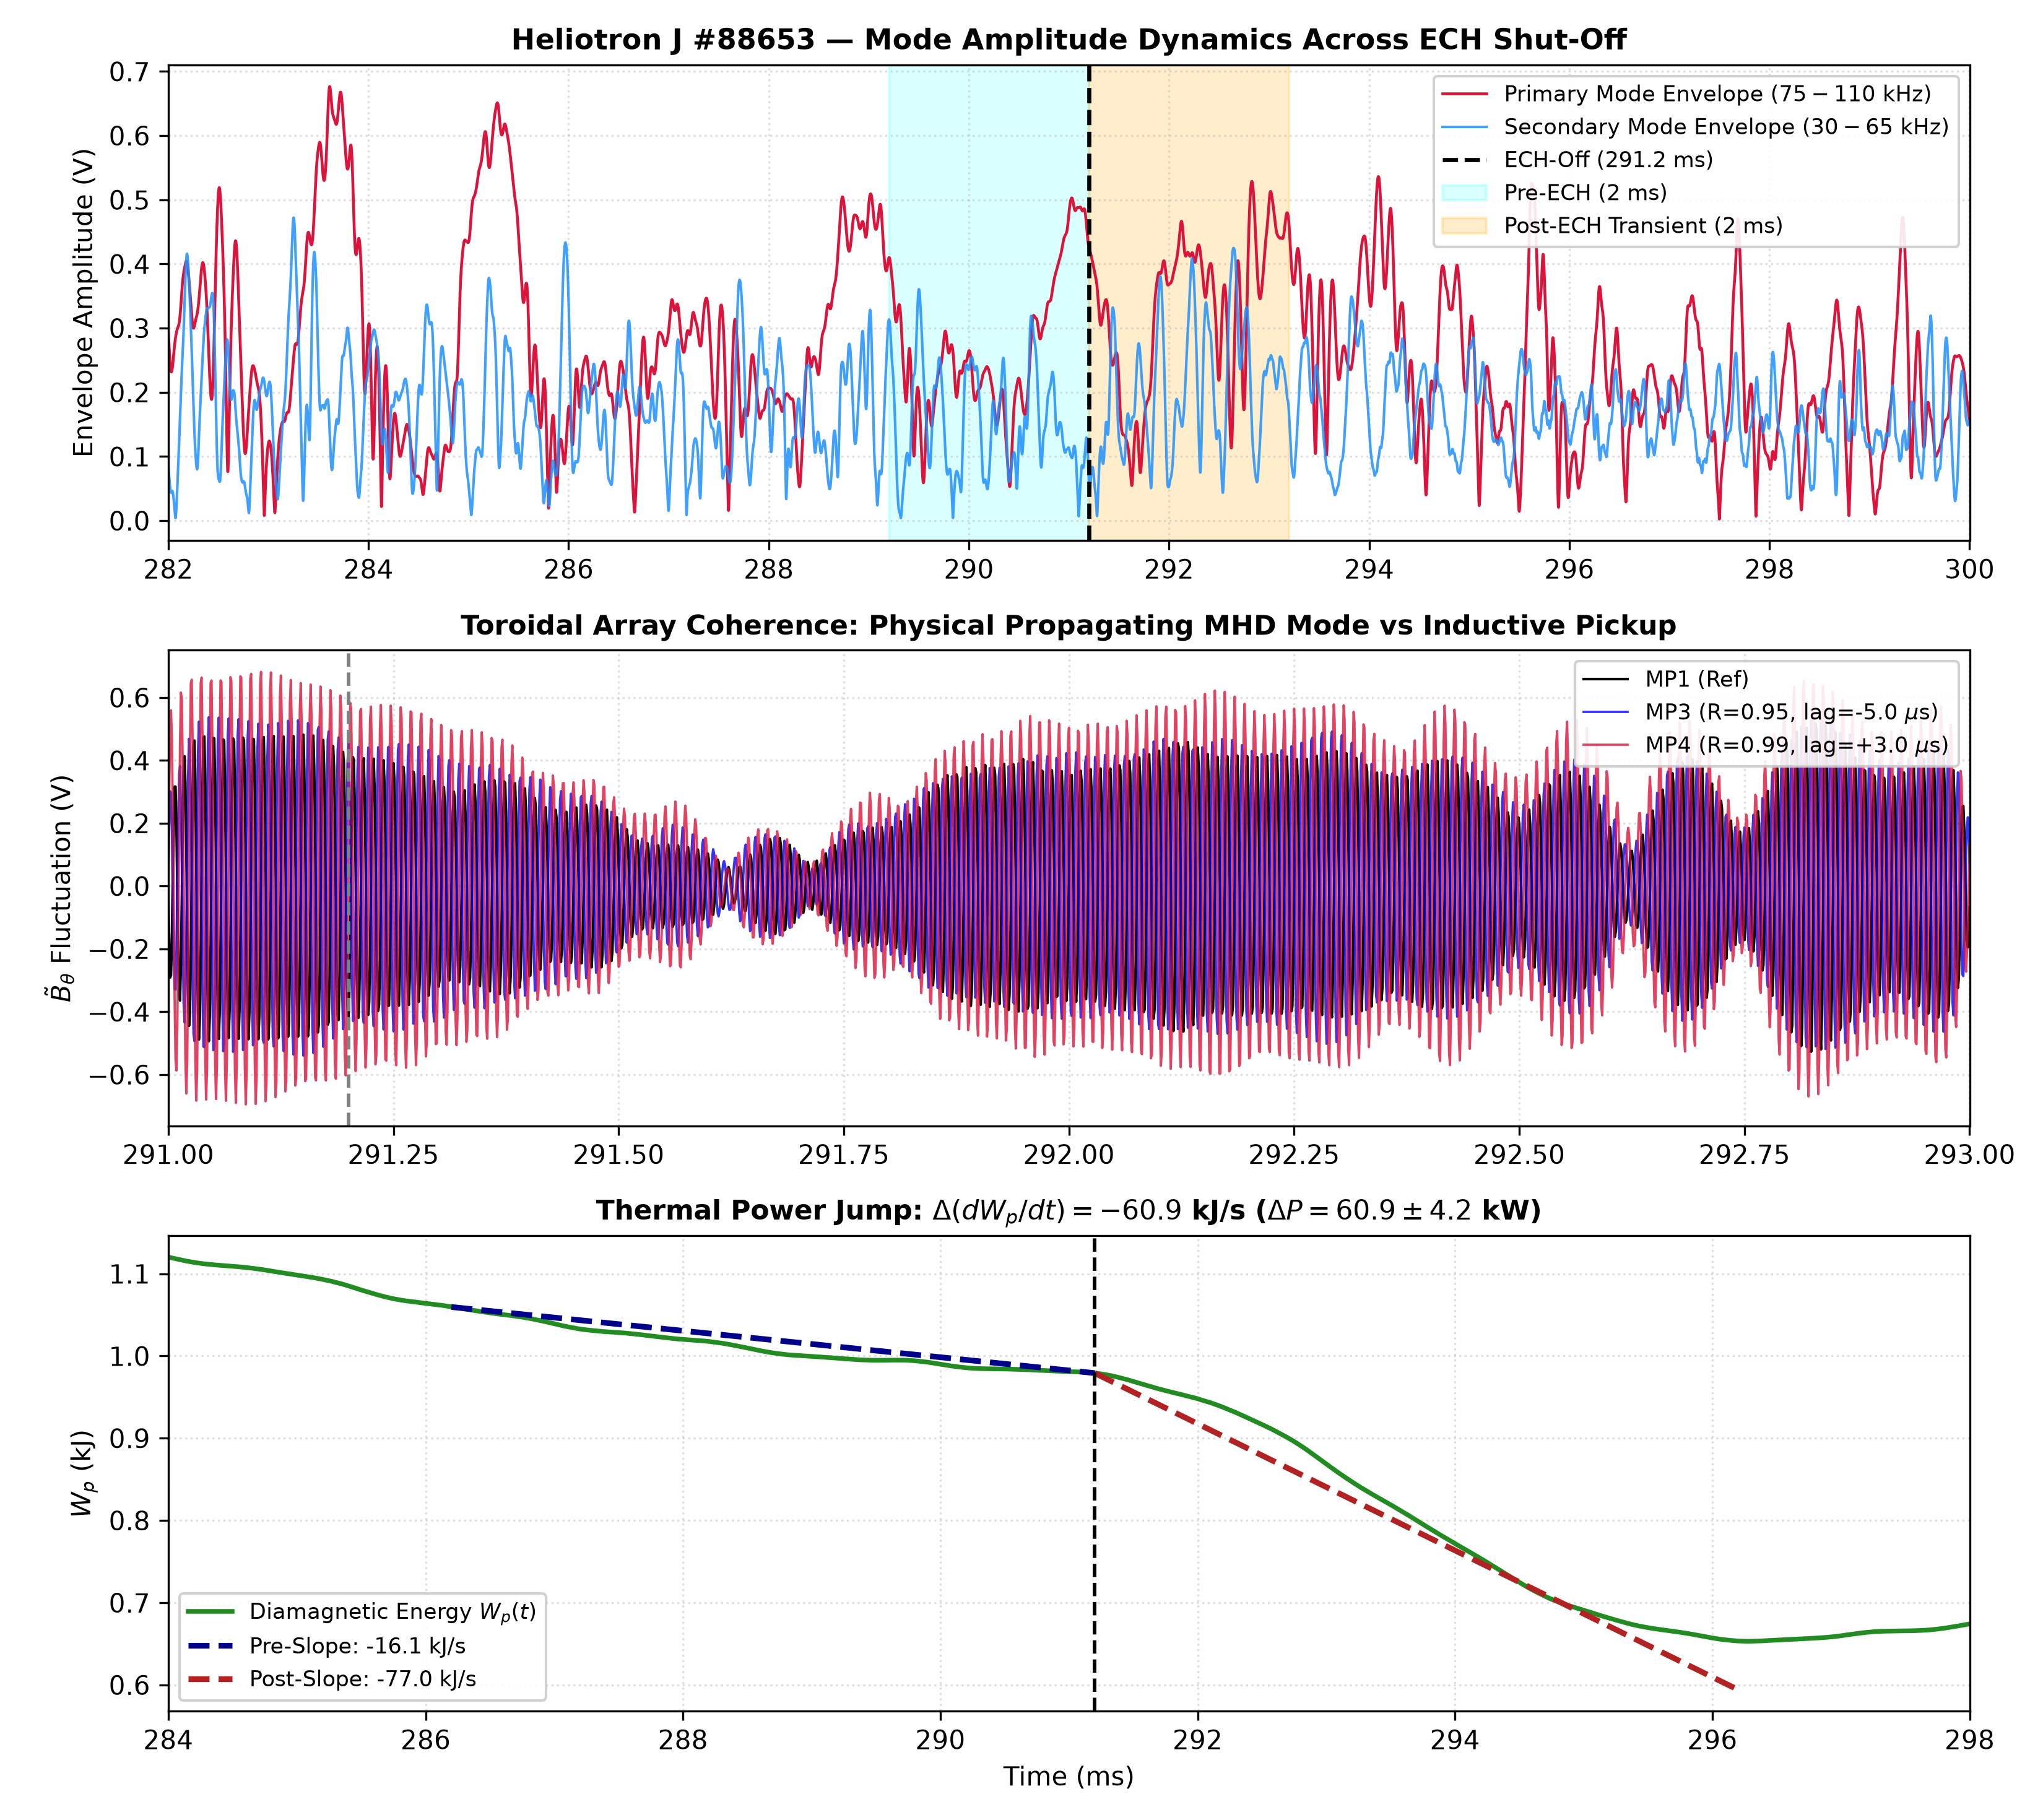 Heliotron J #88653 — Mode Amplitude Dynamics Across ECH Shut-Off
Envelope Amplitude (V)
0.7
0.6
0.5
0.4
0.3
0.2
0.1
0.0
Primary Mode Envelope (75 − 110 kHz)
Secondary Mode Envelope (30 − 65 kHz)
ECH-Off (291.2 ms)
Pre-ECH (2 ms)
Post-ECH Transient (2 ms)
282 284 286 288 290 292 294 296 298 300
Toroidal Array Coherence: Physical Propagating MHD Mode vs Inductive Pickup
B̃θ Fluctuation (V)
0.6
0.4
0.2
0.0
−0.2
−0.4
−0.6
MP1 (Ref)
MP3 (R=0.95, lag=-5.0 μs)
MP4 (R=0.99, lag=+3.0 μs)
291.00 291.25 291.50 291.75 292.00 292.25 292.50 292.75 293.00
Thermal Power Jump: Δ(dWp/dt) = −60.9 kJ/s (ΔP = 60.9 ± 4.2 kW)
Wp (kJ)
1.1
1.0
0.9
0.8
0.7
0.6
Diamagnetic Energy Wp(t)
Pre-Slope: -16.1 kJ/s
Post-Slope: -77.0 kJ/s
284 286 288 290 292 294 296 298
Time (ms)